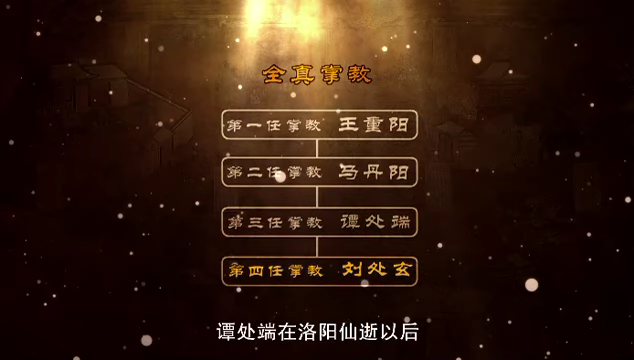 全真掌教
第一任掌教 王重阳
第二任掌教 马丹阳
第三任掌教 谭处端
第四任掌教 刘处玄
谭处端在洛阳仙逝以后